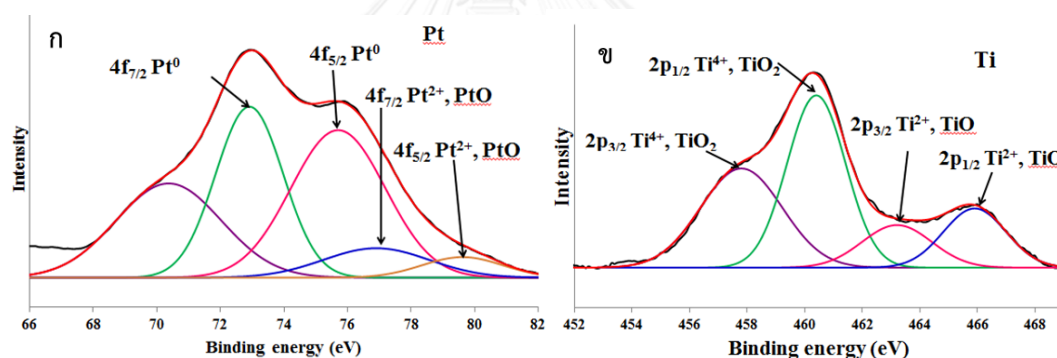 ก
Pt
4f7/2 Pt⁰
4f5/2 Pt⁰
4f7/2 Pt²⁺, PtO
4f5/2 Pt²⁺, PtO
Intensity
66 68 70 72 74 76 78 80 82
Binding energy (eV)
ข
Ti
2p1/2 Ti⁴⁺, TiO₂
2p3/2 Ti⁴⁺, TiO₂
2p3/2 Ti²⁺, TiO
2p1/2 Ti²⁺, TiO
Intensity
452 454 456 458 460 462 464 466 468
Binding energy (eV)